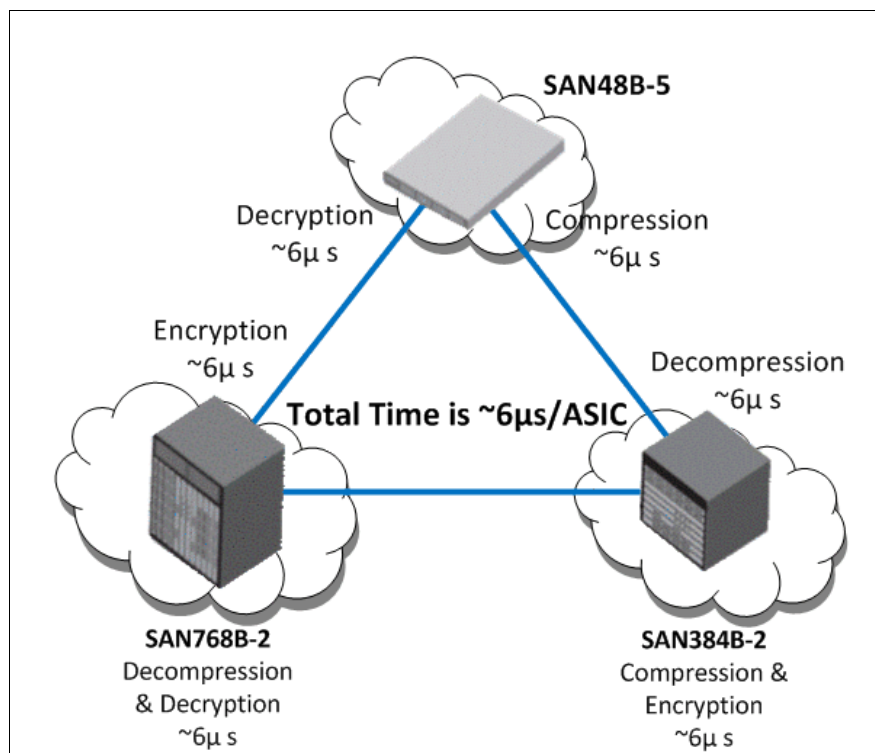 SAN48B-5
Decryption
~6μ s
Compression
~6μ s
Encryption
~6μ s
Decompression
~6μ s
Total Time is ~6μs/ASIC
SAN768B-2
Decompression
& Decryption
~6μ s
SAN384B-2
Compression &
Encryption
~6μ s